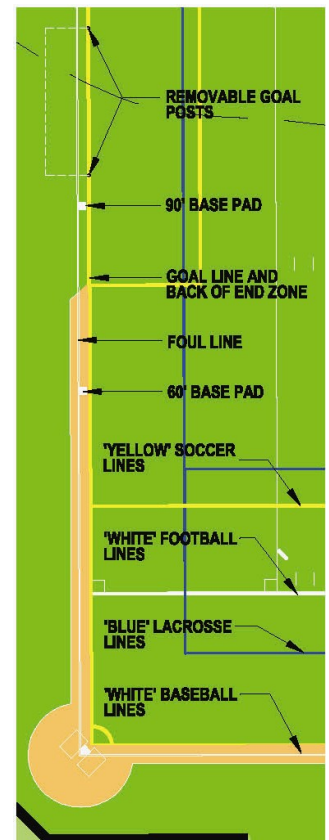 REMOVABLE GOAL
POSTS
90' BASE PAD
GOAL LINE AND
BACK OF END ZONE
FOUL LINE
60' BASE PAD
'YELLOW' SOCCER
LINES
'WHITE' FOOTBALL
LINES
'BLUE' LACROSSE
LINES
'WHITE' BASEBALL
LINES